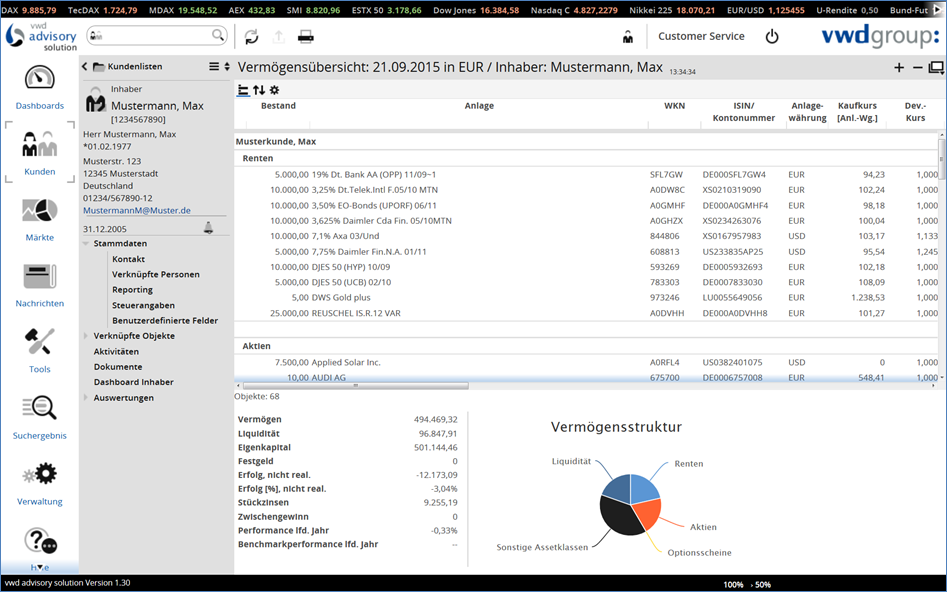 DAX 9.885,79 TecDAX 1.724,79 MDAX 19.548,52 AEX 432,83 SMI 8.820,96 ESTX 50 3.178,66 Dow Jones 16.384,58 Nasdaq C 4.827,2279 Nikkei 225 18.070,21 EUR/USD 1,125455 U-Rendite 0,50 Bund-Fut
vwd
advisory
solution
Customer Service
vwdgroup:
Dashboards
Kunden
Märkte
Nachrichten
Tools
Suchergebnis
Verwaltung
Kundenlisten
Inhaber
Mustermann, Max
[1234567890]
Herr Mustermann, Max
*01.02.1977
Musterstr. 123
12345 Musterstadt
Deutschland
01234/567890-12
MustermannM@Muster.de
31.12.2005
Stammdaten
Kontakt
Verknüpfte Personen
Reporting
Steuerangaben
Benutzerdefinierte Felder
Verknüpfte Objekte
Aktivitäten
Dokumente
Dashboard Inhaber
Auswertungen
Vermögensübersicht: 21.09.2015 in EUR / Inhaber: Mustermann, Max 13:34:34
Bestand Anlage WKN ISIN/ Anlage- Kaufkurs Dev.-
Kontonummer währung [Anl.-Wg.] Kurs
Musterkunde, Max
Renten
5.000,00 19% Dt. Bank AA (OPP) 11/09~1 SFL7GW DE000SFL7GW4 EUR 94,23 1,000
10.000,00 3,25% Dt.Telek.Intl F.05/10 MTN A0DW8C XS0210319090 EUR 102,24 1,000
10.000,00 3,50% EO-Bonds (UPORF) 06/11 A0GMHF DE000A0GMHF4 EUR 98,18 1,000
10.000,00 3,625% Daimler Cda Fin. 05/10MTN A0GHZX XS0234263076 EUR 100,04 1,000
10.000,00 7,1% Axa 03/Und 844806 XS0167957983 USD 103,17 1,133
5.000,00 7,75% Daimler Fin.N.A. 01/11 608813 US233835AP25 USD 95,54 1,245
10.000,00 DJES 50 (HYP) 10/09 593269 DE0005932693 EUR 102,18 1,000
5.000,00 DJES 50 (UCB) 02/10 783303 DE0007833030 EUR 108,09 1,000
5,00 DWS Gold plus 973246 LU0055649056 EUR 1.238,53 1,000
25.000,00 REUSCHEL IS.R.12 VAR A0DVHH DE000A0DVHH8 EUR 101,27 1,000
Aktien
7.500,00 Applied Solar Inc. A0RFL4 US0382401075 USD 0 1,000
10,00 AUDI AG 675700 DE0006757008 EUR 548,41 1,000
Objekte: 68
Vermögen 494.469,32
Liquidität 96.847,91
Eigenkapital 501.144,46
Festgeld 0
Erfolg, nicht real. -12.173,09
Erfolg [%], nicht real. -3,04%
Stückzinsen 9.255,19
Zwischengewinn 0
Performance lfd. Jahr -0,33%
Benchmarkperformance lfd. Jahr --
Vermögensstruktur
Liquidität
Renten
Aktien
Optionsscheine
Sonstige Assetklassen
vwd advisory solution Version 1.30
100% › 50%